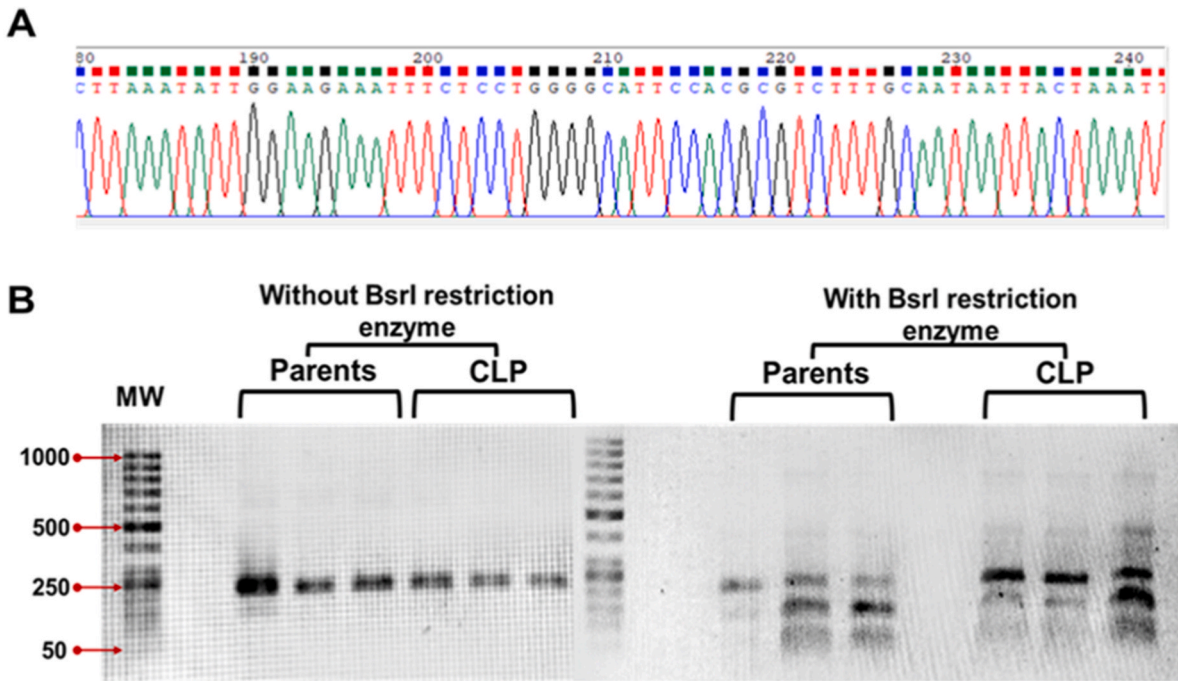 A
80 190 200 210 220 230 240
CTTAAATATTGGAAGAAATTTCTCCTGGGGCATTCCACGCGTCTTTGCAATAATTACTAAATT
B
Without BsrI restriction
enzyme
Parents CLP
With BsrI restriction
enzyme
Parents CLP
MW
1000
500
250
50